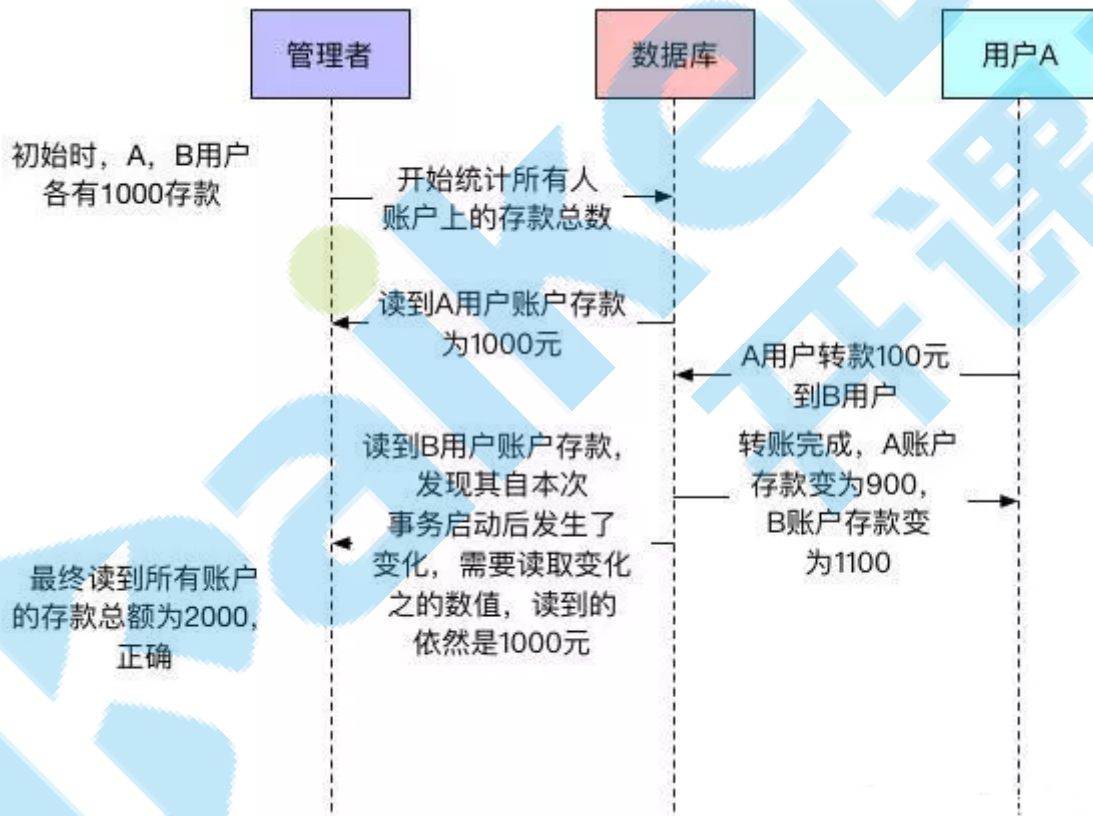 管理者
数据库
用户A
初始时，A，B用户
各有1000存款
开始统计所有人
账户上的存款总数
读到A用户账户存款
为1000元
A用户转款100元
到B用户
读到B用户账户存款，
发现其自本次
事务启动后发生了
变化，需要读取变化
之的数值，读到的
依然是1000元
转账完成，A账户
存款变为900，
B账户存款变
为1100
最终读到所有账户
的存款总额为2000，
正确